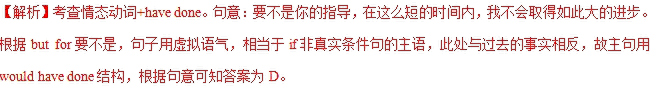 【解析】考查情态动词+have done。句意：要不是你的指导，在这么短的时间内，我不会取得如此大的进步。
根据 but for 要不是，句子用虚拟语气，相当于 if 非真实条件句的主语，此处与过去的事实相反，故主句用
would have done 结构，根据句意可知答案为 D。